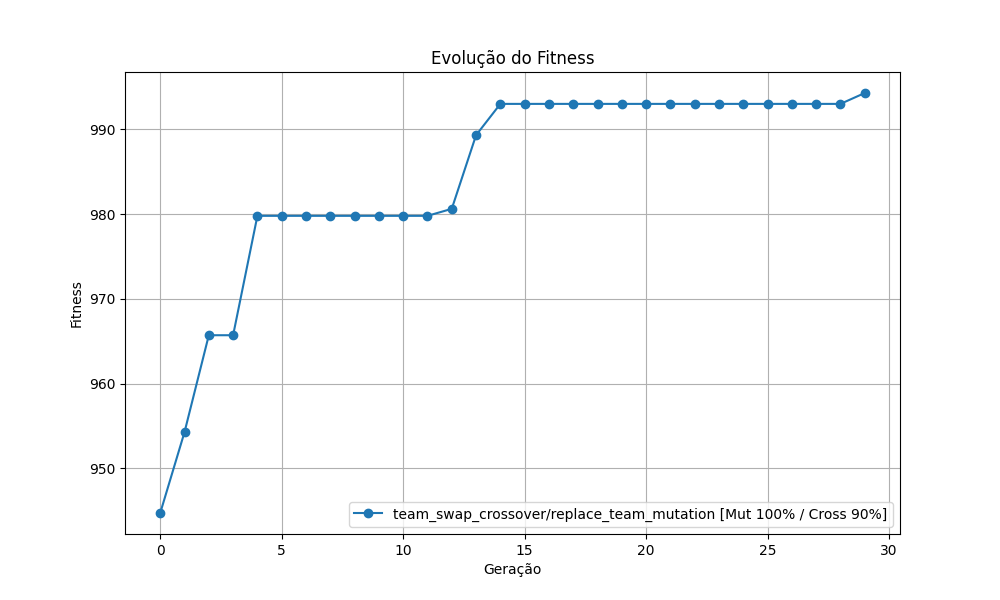 Evolução do Fitness
Fitness
990
980
970
960
950
0 5 10 15 20 25 30
Geração
team_swap_crossover/replace_team_mutation [Mut 100% / Cross 90%]